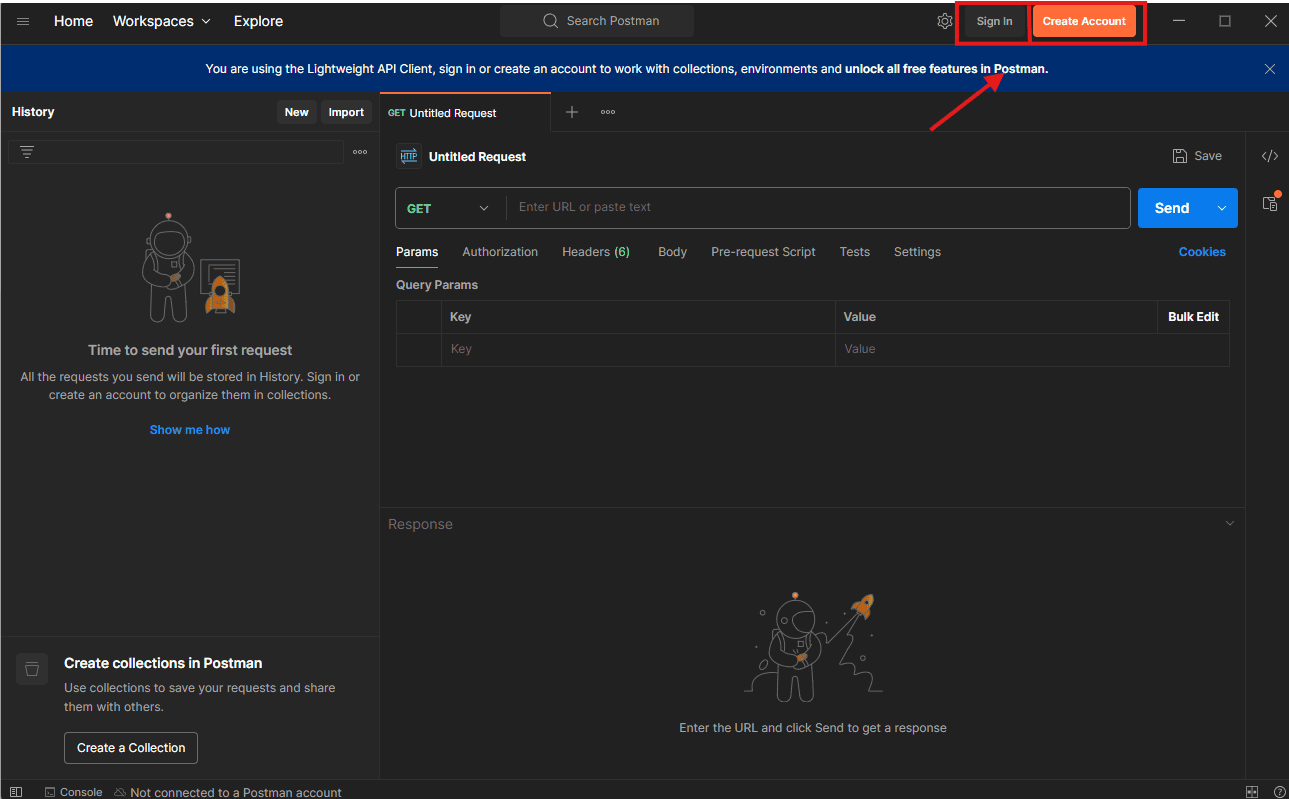 Home Workspaces Explore Search Postman Sign In Create Account
You are using the Lightweight API Client, sign in or create an account to work with collections, environments and unlock all free features in Postman.
History New Import GET Untitled Request
HTTP Untitled Request Save
GET Enter URL or paste text Send
Params Authorization Headers (6) Body Pre-request Script Tests Settings Cookies
Query Params
Key Value Bulk Edit
Key Value
Time to send your first request
All the requests you send will be stored in History. Sign in or
create an account to organize them in collections.
Show me how
Response
Enter the URL and click Send to get a response
Create collections in Postman
Use collections to save your requests and share
them with others.
Create a Collection
Console Not connected to a Postman account